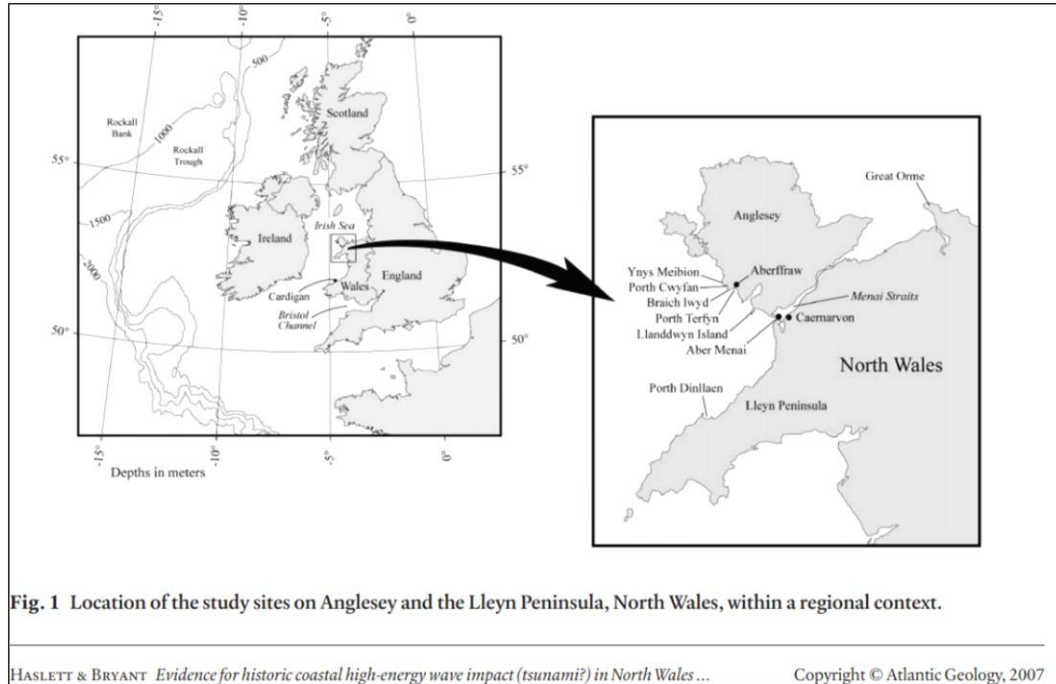 -15°
-10°
-5°
0°
500
1000
Rockall
Bank
Rockall
Trough
Scotland
55°
55°
1500
2000
Irish Sea
Ireland
England
Wales
Cardigan
Bristol
Channel
50°
50°
-15°
-10°
-5°
0°
Depths in meters
Great Orme
Anglesey
Ynys Meibion
Aberffraw
Porth Cwyfan
Braich lwyd
Menai Straits
Porth Terfyn
Llanddwyn Island
Caernarvon
Aber Menai
North Wales
Porth Dinllaen
Lleyn Peninsula
Fig. 1 Location of the study sites on Anglesey and the Lleyn Peninsula, North Wales, within a regional context.
HASLETT & BRYANT Evidence for historic coastal high-energy wave impact (tsunami?) in North Wales ... Copyright © Atlantic Geology, 2007